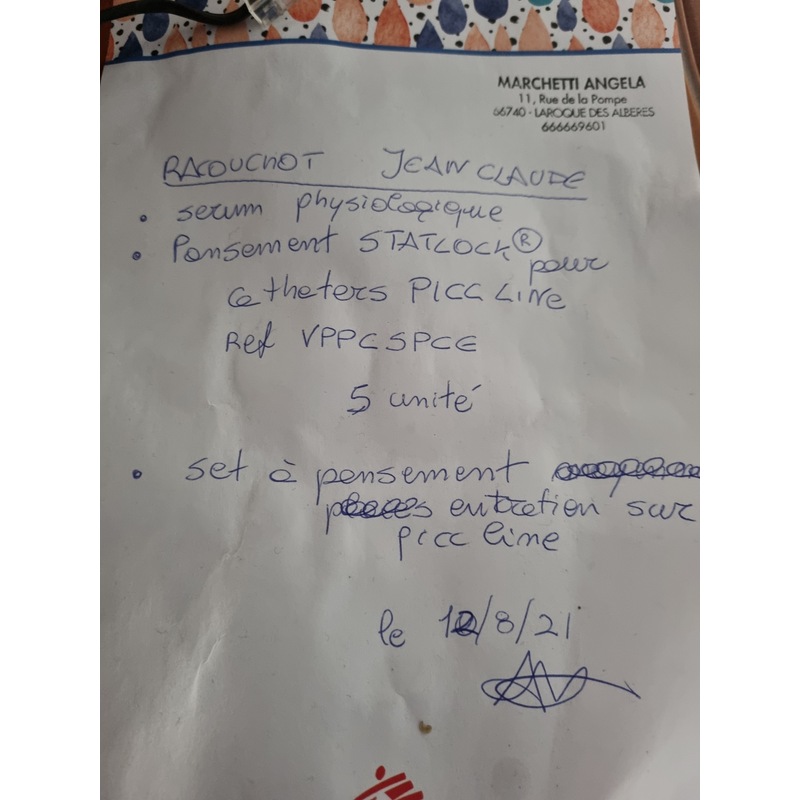 MARCHETTI ANGELA
11, Rue de la Pompe
66740 - LAROQUE DES ALBERES
666669601
RACOUCHOT JEAN CLAUDE
• serum physiologique
• Pansement STATLOCK® pour
catheters PICC LINE
Ref VPPCSPCE
5 unité
• set à pansement
entretien sur
picc line
le 12/8/21